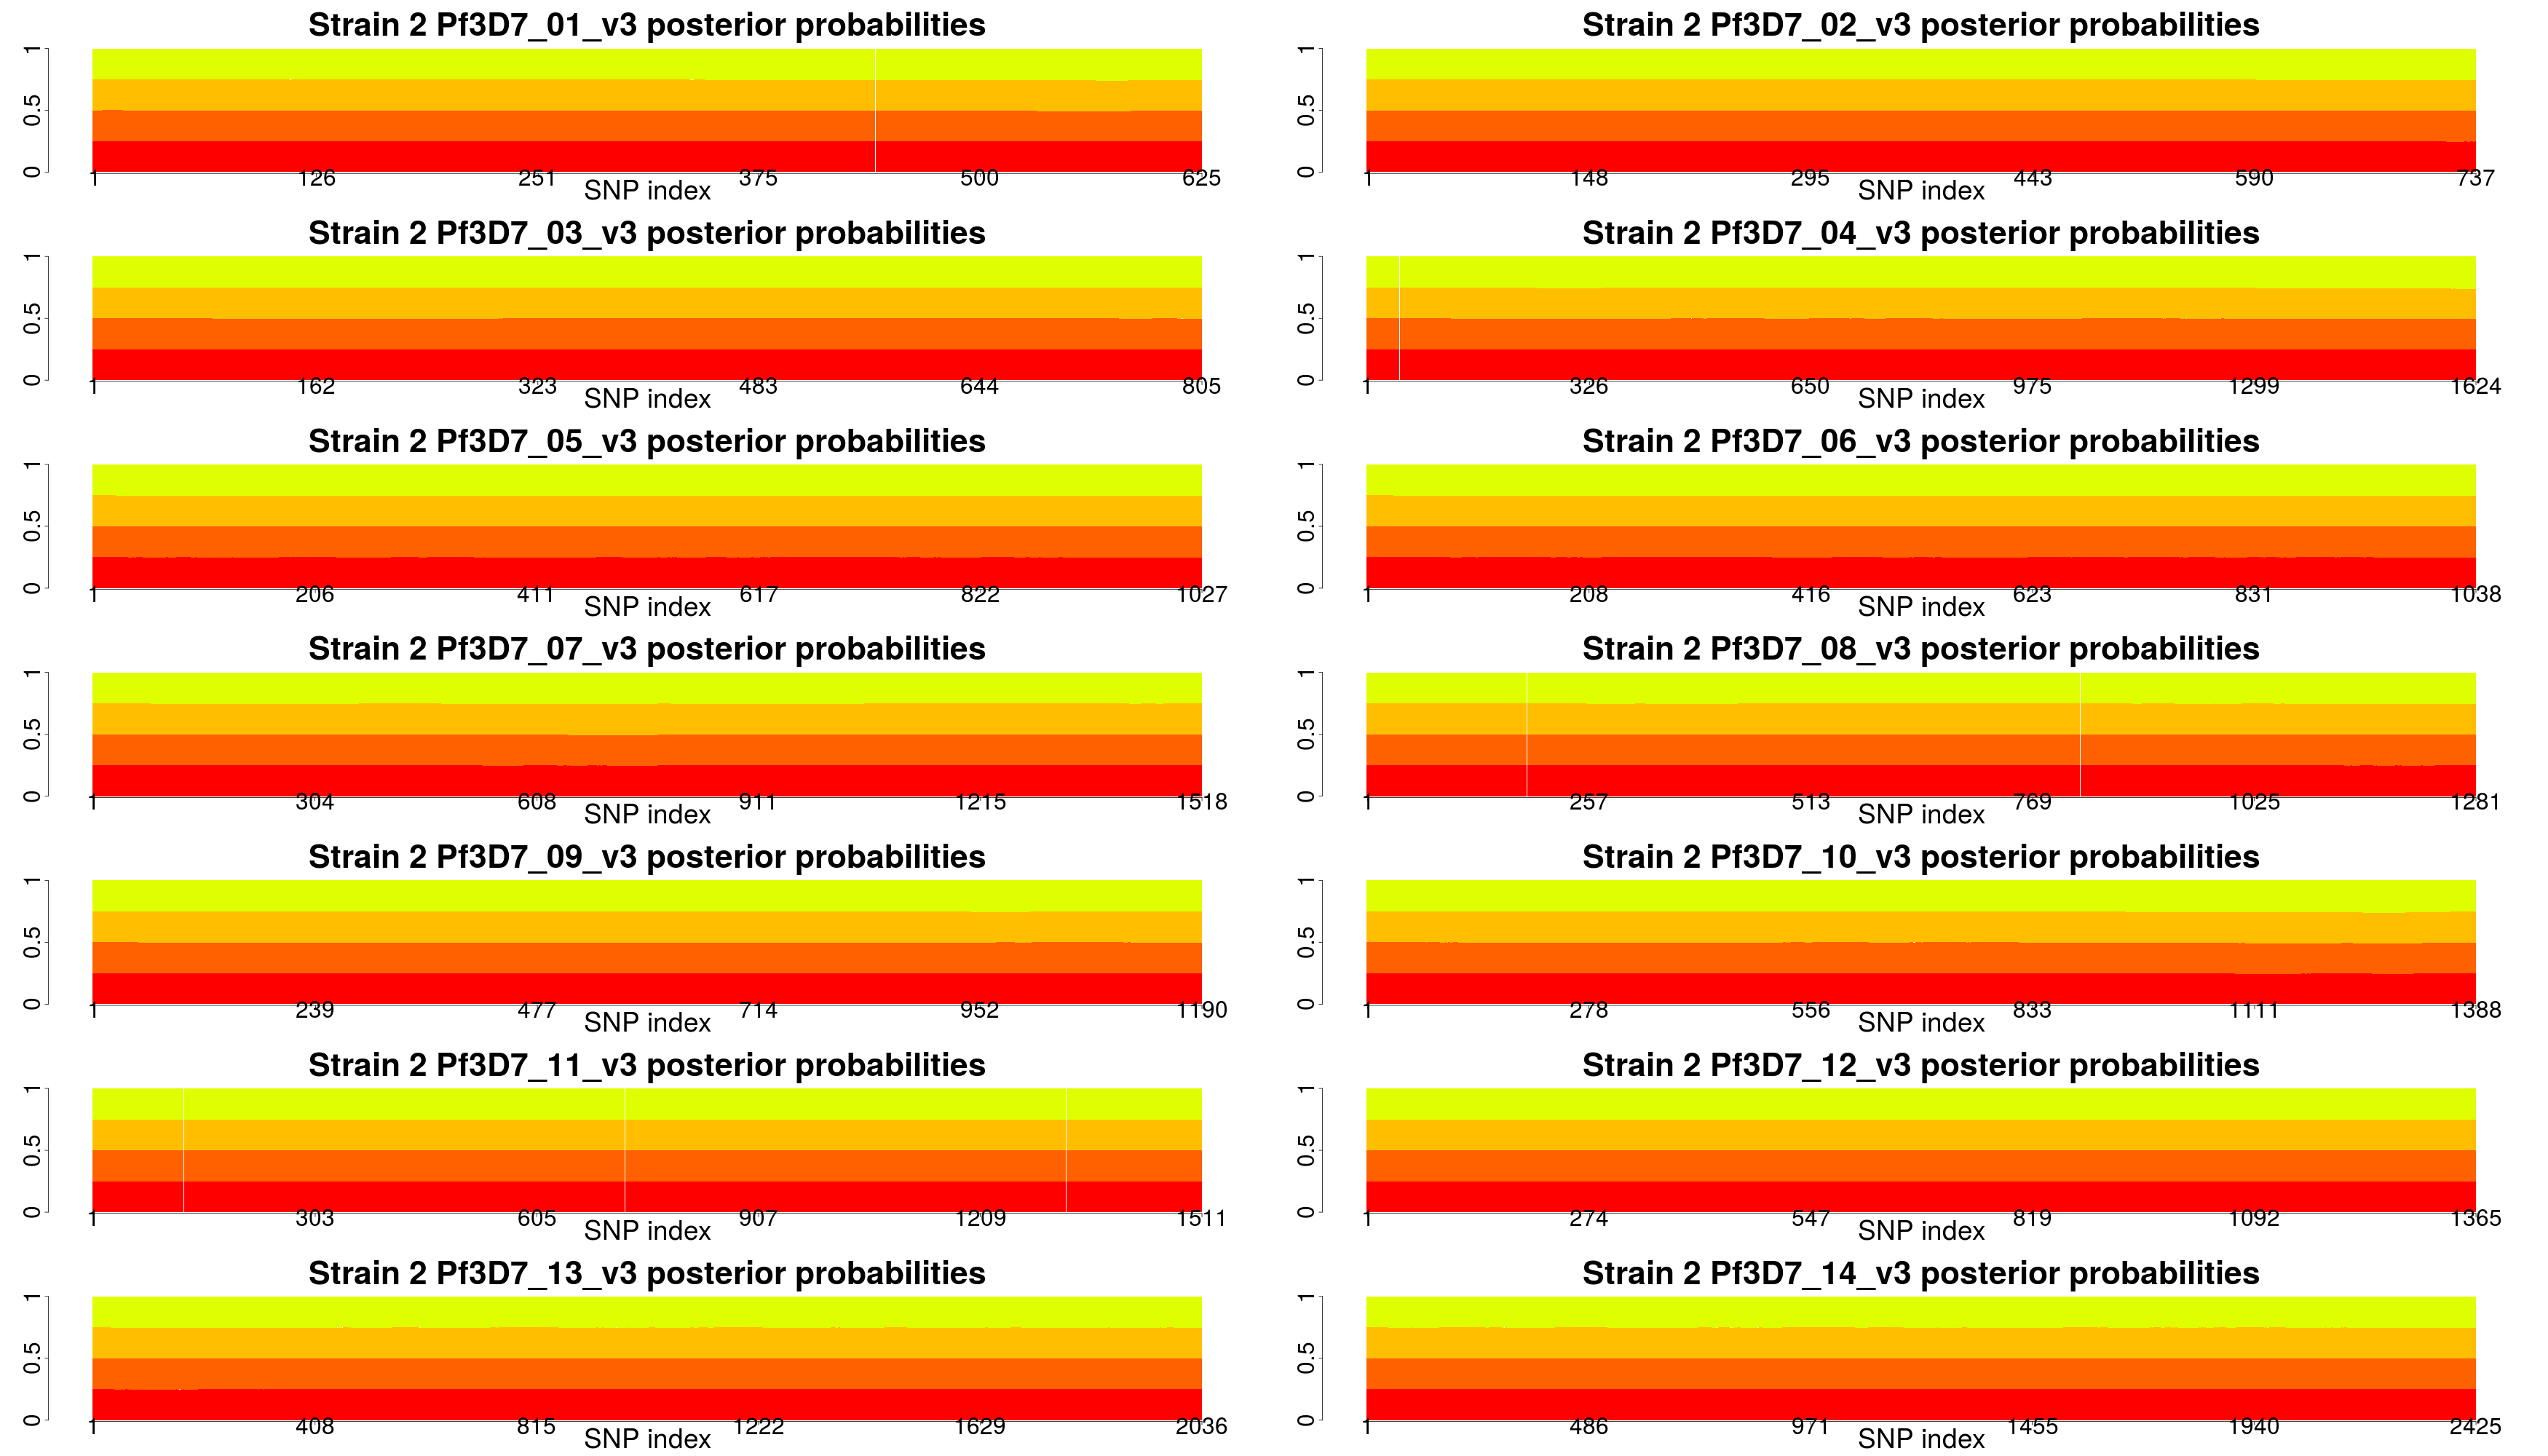 Strain 2 Pf3D7_01_v3 posterior probabilities
0 0.5 1
1 126 251 375 500 625
SNP index
Strain 2 Pf3D7_02_v3 posterior probabilities
0 0.5 1
1 148 295 443 590 737
SNP index
Strain 2 Pf3D7_03_v3 posterior probabilities
0 0.5 1
1 162 323 483 644 805
SNP index
Strain 2 Pf3D7_04_v3 posterior probabilities
0 0.5 1
1 326 650 975 1299 1624
SNP index
Strain 2 Pf3D7_05_v3 posterior probabilities
0 0.5 1
1 206 411 617 822 1027
SNP index
Strain 2 Pf3D7_06_v3 posterior probabilities
0 0.5 1
1 208 416 623 831 1038
SNP index
Strain 2 Pf3D7_07_v3 posterior probabilities
0 0.5 1
1 304 608 911 1215 1518
SNP index
Strain 2 Pf3D7_08_v3 posterior probabilities
0 0.5 1
1 257 513 769 1025 1281
SNP index
Strain 2 Pf3D7_09_v3 posterior probabilities
0 0.5 1
1 239 477 714 952 1190
SNP index
Strain 2 Pf3D7_10_v3 posterior probabilities
0 0.5 1
1 278 556 833 1111 1388
SNP index
Strain 2 Pf3D7_11_v3 posterior probabilities
0 0.5 1
1 303 605 907 1209 1511
SNP index
Strain 2 Pf3D7_12_v3 posterior probabilities
0 0.5 1
1 274 547 819 1092 1365
SNP index
Strain 2 Pf3D7_13_v3 posterior probabilities
0 0.5 1
1 408 815 1222 1629 2036
SNP index
Strain 2 Pf3D7_14_v3 posterior probabilities
0 0.5 1
1 486 971 1455 1940 2425
SNP index